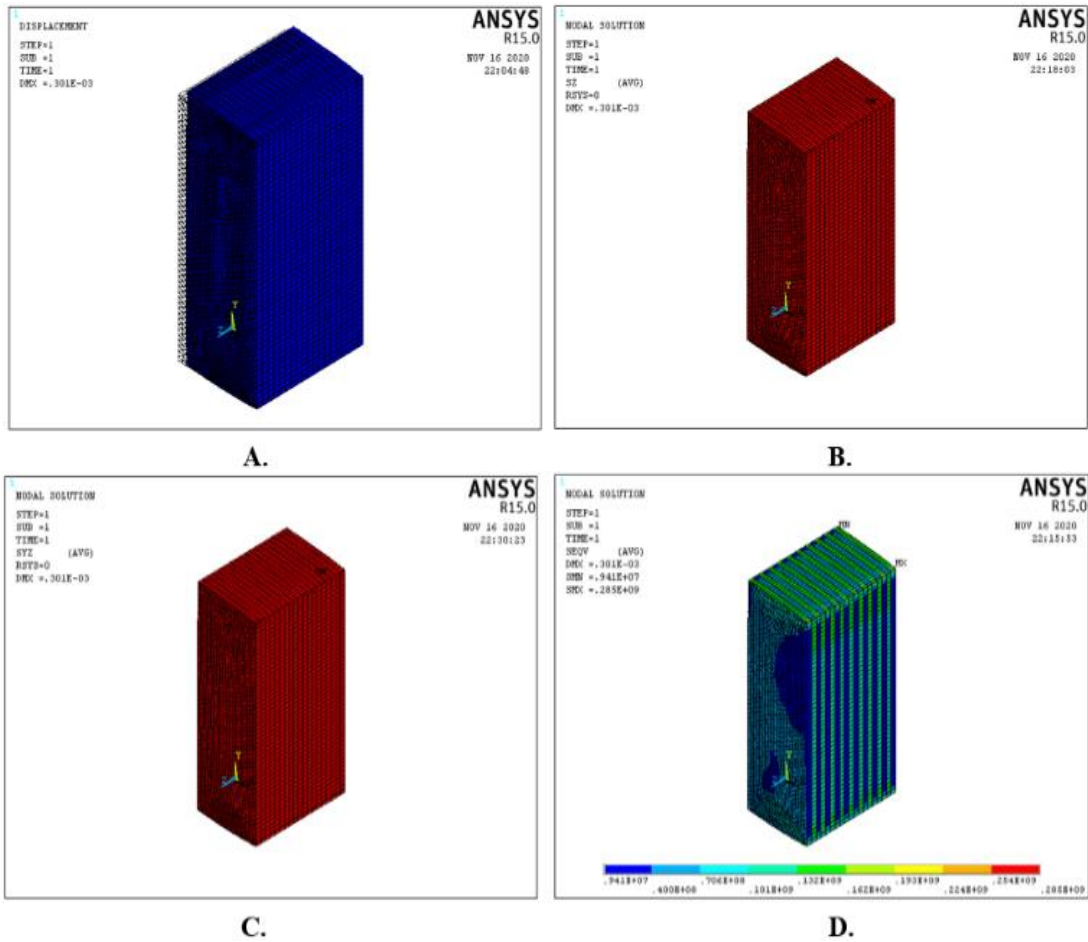 1
DISPLACEMENT
STEP=1
SUB =1
TIME=1
DMX =.301E-03
ANSYS
R15.0
NOV 16 2020
22:04:48
Y
Z
A.
1
NODAL SOLUTION
STEP=1
SUB =1
TIME=1
SZ (AVG)
RSYS=0
DMX =.301E-03
ANSYS
R15.0
NOV 16 2020
22:18:03
Y
Z
B.
1
NODAL SOLUTION
STEP=1
SUB =1
TIME=1
SYZ (AVG)
RSYS=0
DMX =.301E-03
ANSYS
R15.0
NOV 16 2020
22:30:23
Y
Z
C.
1
NODAL SOLUTION
STEP=1
SUB =1
TIME=1
SEQV (AVG)
DMX =.301E-03
SMN =.941E+07
SMX =.285E+09
ANSYS
R15.0
NOV 16 2020
22:15:33
MN
MX
Y
Z
.941E+07 .706E+08 .132E+09 .193E+09 .254E+09
.400E+08 .101E+09 .162E+09 .224E+09 .285E+09
D.